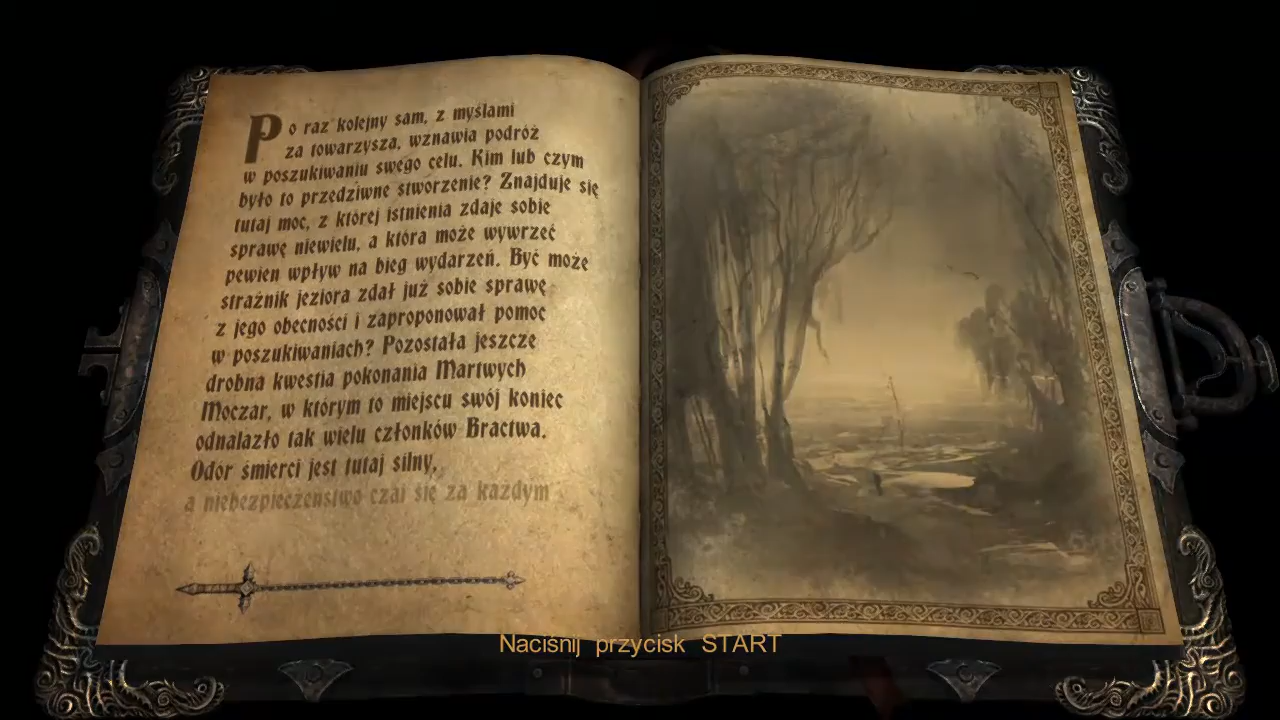 Po raz kolejny sam, z myślami
za towarzysza, wznawia podróż
w poszukiwaniu swego celu. Kim lub czym
było to przedziwne stworzenie? Znajduje się
tutaj moc, z której istnienia zdaje sobie
sprawę niewielu, a która może wywrzeć
pewien wpływ na bieg wydarzeń. Być może
strażnik jeziora zdał już sobie sprawę
z jego obecności i zaproponował pomoc
w poszukiwaniach? Pozostała jeszcze
drobna kwestia pokonania Martwych
Moczar, w którym to miejscu swój koniec
odnalazło tak wielu członków Bractwa.
Odór śmierci jest tutaj silny,
a niebezpieczeństwo czai się za każdym
Naciśnij przycisk START